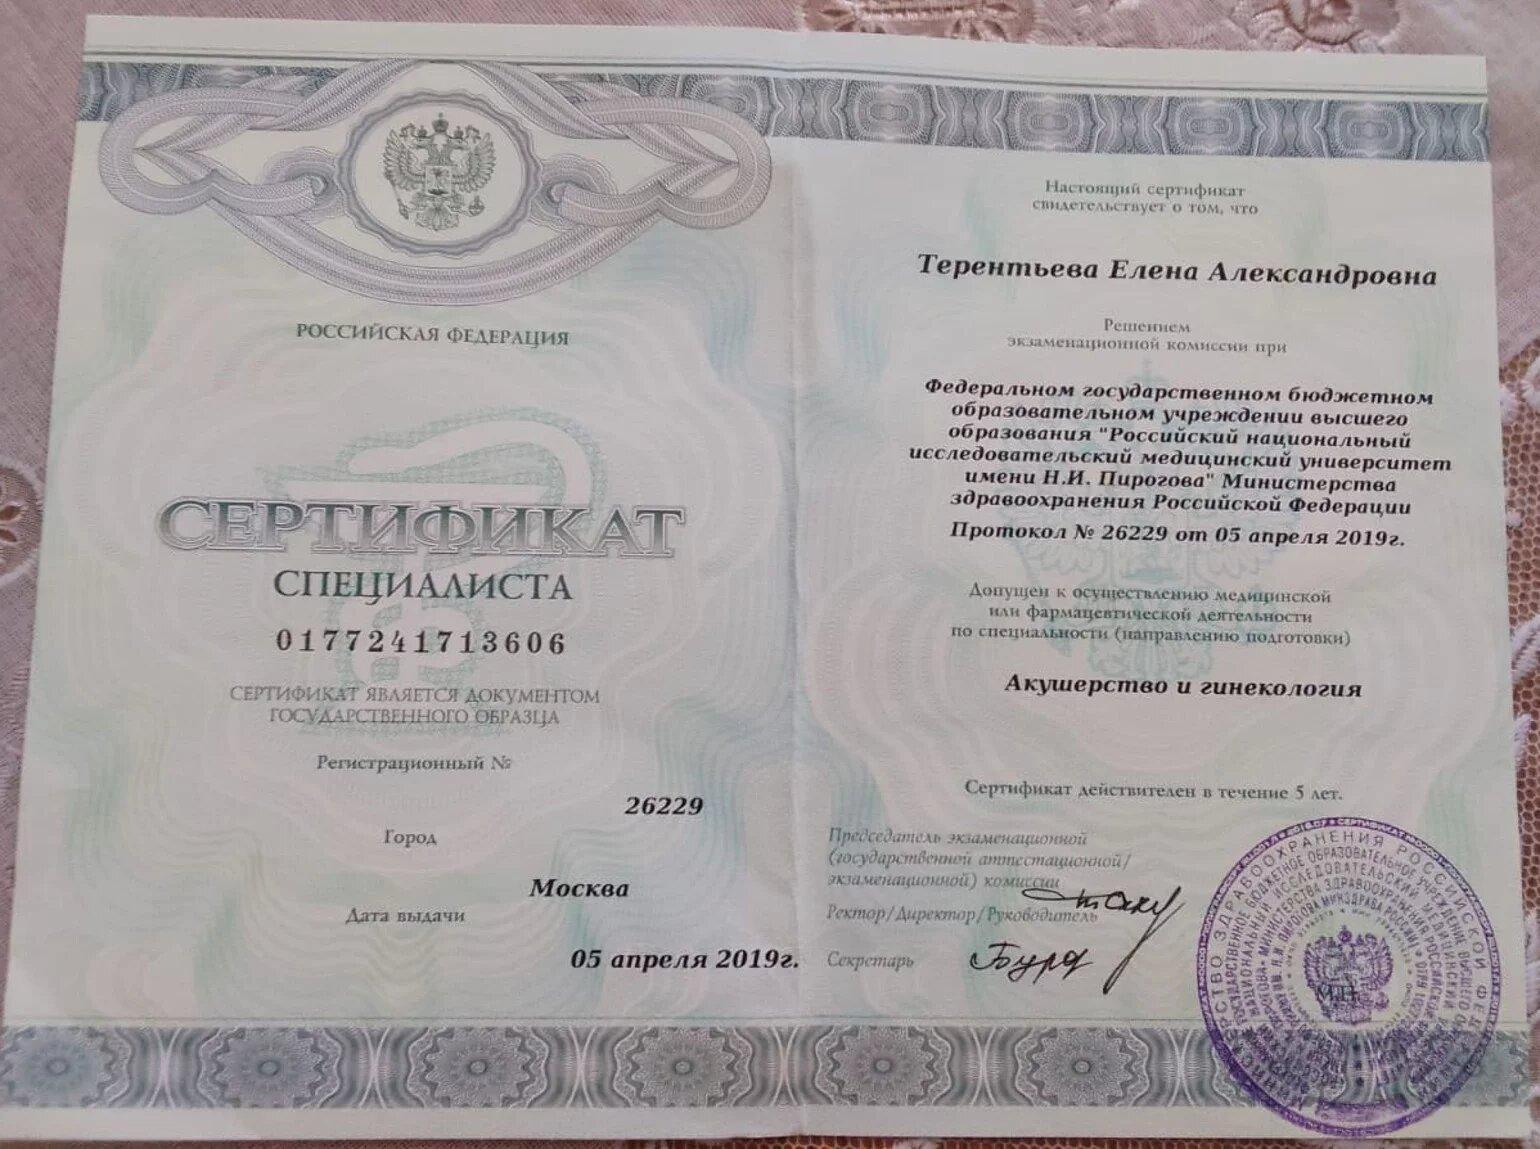 РОССИЙСКАЯ ФЕДЕРАЦИЯ
СЕРТИФИКАТ
СПЕЦИАЛИСТА
0177241713606
СЕРТИФИКАТ ЯВЛЯЕТСЯ ДОКУМЕНТОМ
ГОСУДАРСТВЕННОГО ОБРАЗЦА
Регистрационный №
26229
Город
Москва
Дата выдачи
05 апреля 2019г.
Настоящий сертификат
свидетельствует о том, что
Терентьева Елена Александровна
Решением
экзаменационной комиссии при
Федеральном государственном бюджетном
образовательном учреждении высшего
образования "Российский национальный
исследовательский медицинский университет
имени Н.И. Пирогова" Министерства
здравоохранения Российской Федерации
Протокол № 26229 от 05 апреля 2019г.
Допущен к осуществлению медицинской
или фармацевтической деятельности
по специальности (направлению подготовки)
Акушерство и гинекология
Сертификат действителен в течение 5 лет.
Председатель экзаменационной
(государственной аттестационной/
экзаменационной) комиссии
Ректор/Директор/Руководитель
Секретарь
М.П.